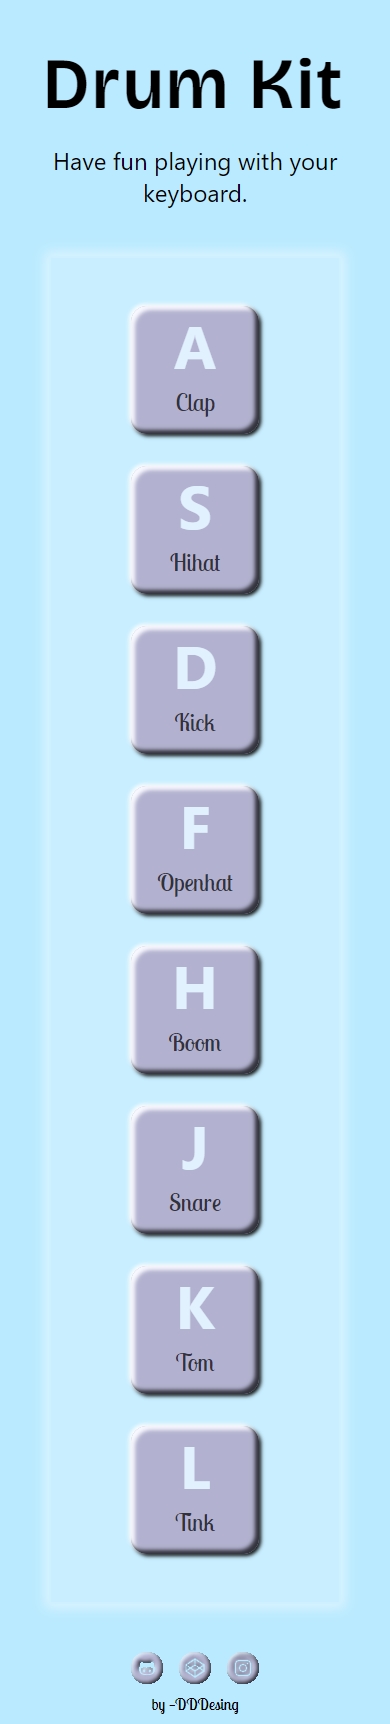 Drum Kit
Have fun playing with your
keyboard.
A
Clap
S
Hihat
D
Kick
F
Openhat
H
Boom
J
Snare
K
Tom
L
Tink
by -DDDesing